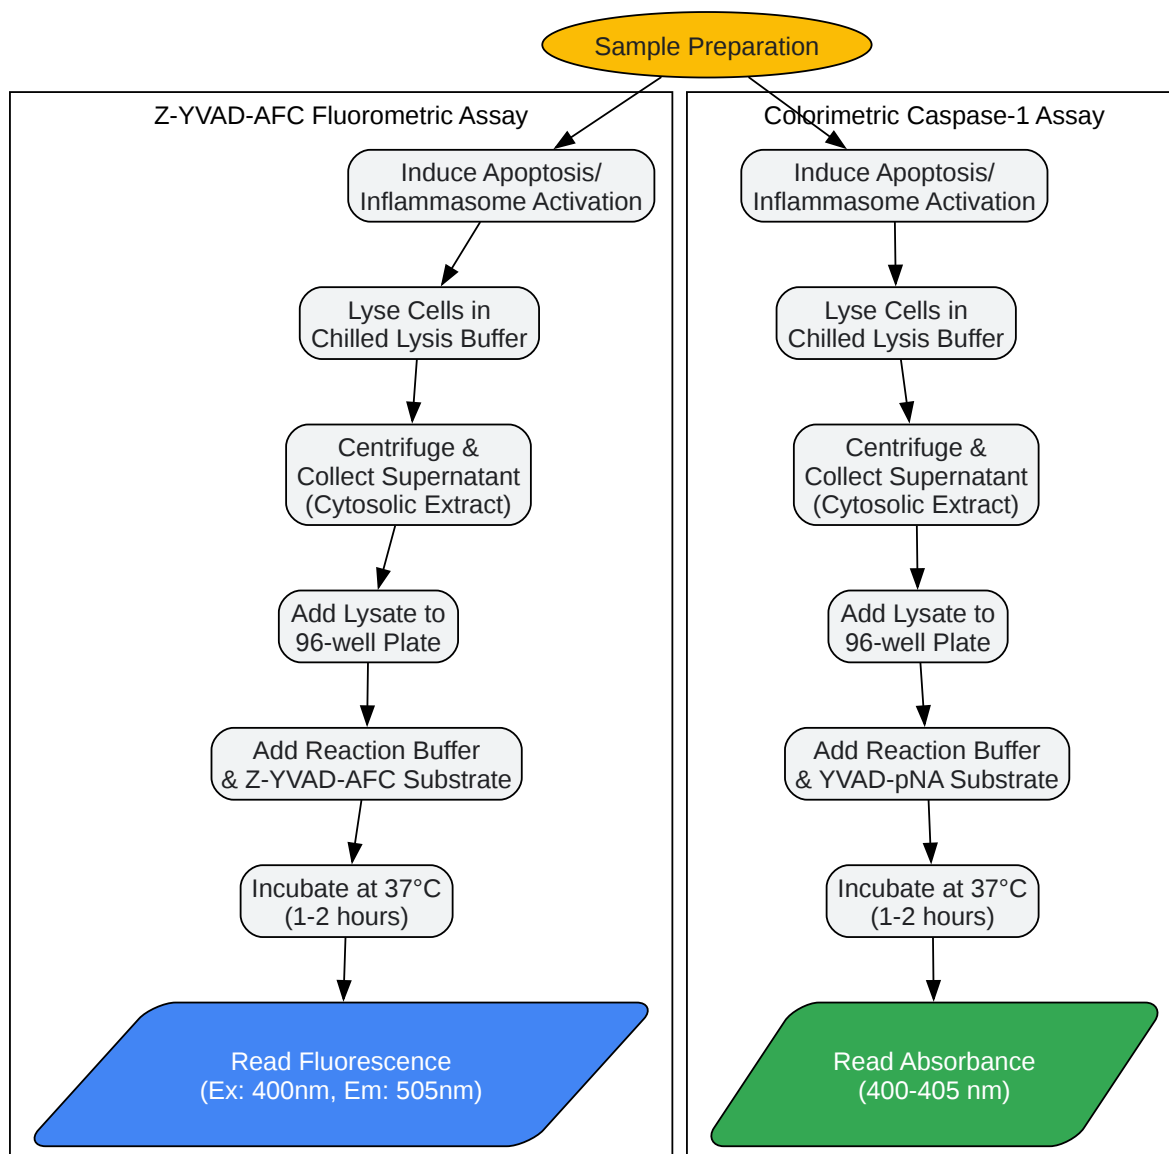 Sample Preparation
Z-YVAD-AFC Fluorometric Assay
Induce Apoptosis/
Inflammasome Activation
Lyse Cells in
Chilled Lysis Buffer
Centrifuge &
Collect Supernatant
(Cytosolic Extract)
Add Lysate to
96-well Plate
Add Reaction Buffer
& Z-YVAD-AFC Substrate
Incubate at 37°C
(1-2 hours)
Read Fluorescence
(Ex: 400nm, Em: 505nm)
Colorimetric Caspase-1 Assay
Induce Apoptosis/
Inflammasome Activation
Lyse Cells in
Chilled Lysis Buffer
Centrifuge &
Collect Supernatant
(Cytosolic Extract)
Add Lysate to
96-well Plate
Add Reaction Buffer
& YVAD-pNA Substrate
Incubate at 37°C
(1-2 hours)
Read Absorbance
(400-405 nm)